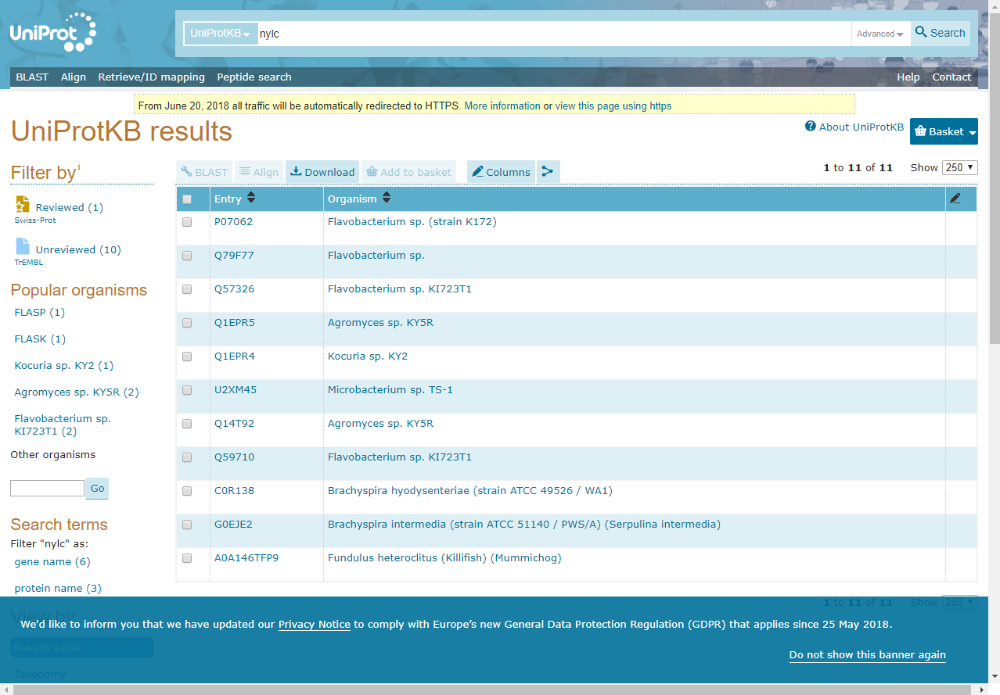 UniProt
UniProtKB
nylc
Advanced
Search
BLAST Align Retrieve/ID mapping Peptide search
Help Contact
From June 20, 2018 all traffic will be automatically redirected to HTTPS. More information or view this page using https
UniProtKB results
About UniProtKB
Basket
Filter by i
BLAST Align Download Add to basket Columns
1 to 11 of 11 Show 250
Reviewed (1)
Swiss-Prot
Unreviewed (10)
TrEMBL
Popular organisms
FLASP (1)
FLASK (1)
Kocuria sp. KY2 (1)
Agromyces sp. KY5R (2)
Flavobacterium sp.
KI723T1 (2)
Other organisms
Go
Search terms
Filter "nylc" as:
gene name (6)
protein name (3)
View by
Results table
Taxonomy
Entry Organism
P07062 Flavobacterium sp. (strain K172)
Q79F77 Flavobacterium sp.
Q57326 Flavobacterium sp. KI723T1
Q1EPR5 Agromyces sp. KY5R
Q1EPR4 Kocuria sp. KY2
U2XM45 Microbacterium sp. TS-1
Q14T92 Agromyces sp. KY5R
Q59710 Flavobacterium sp. KI723T1
C0R138 Brachyspira hyodysenteriae (strain ATCC 49526 / WA1)
G0EJE2 Brachyspira intermedia (strain ATCC 51140 / PWS/A) (Serpulina intermedia)
A0A146TFP9 Fundulus heteroclitus (Killifish) (Mummichog)
1 to 11 of 11 Show 250
We'd like to inform you that we have updated our Privacy Notice to comply with Europe’s new General Data Protection Regulation (GDPR) that applies since 25 May 2018.
Do not show this banner again